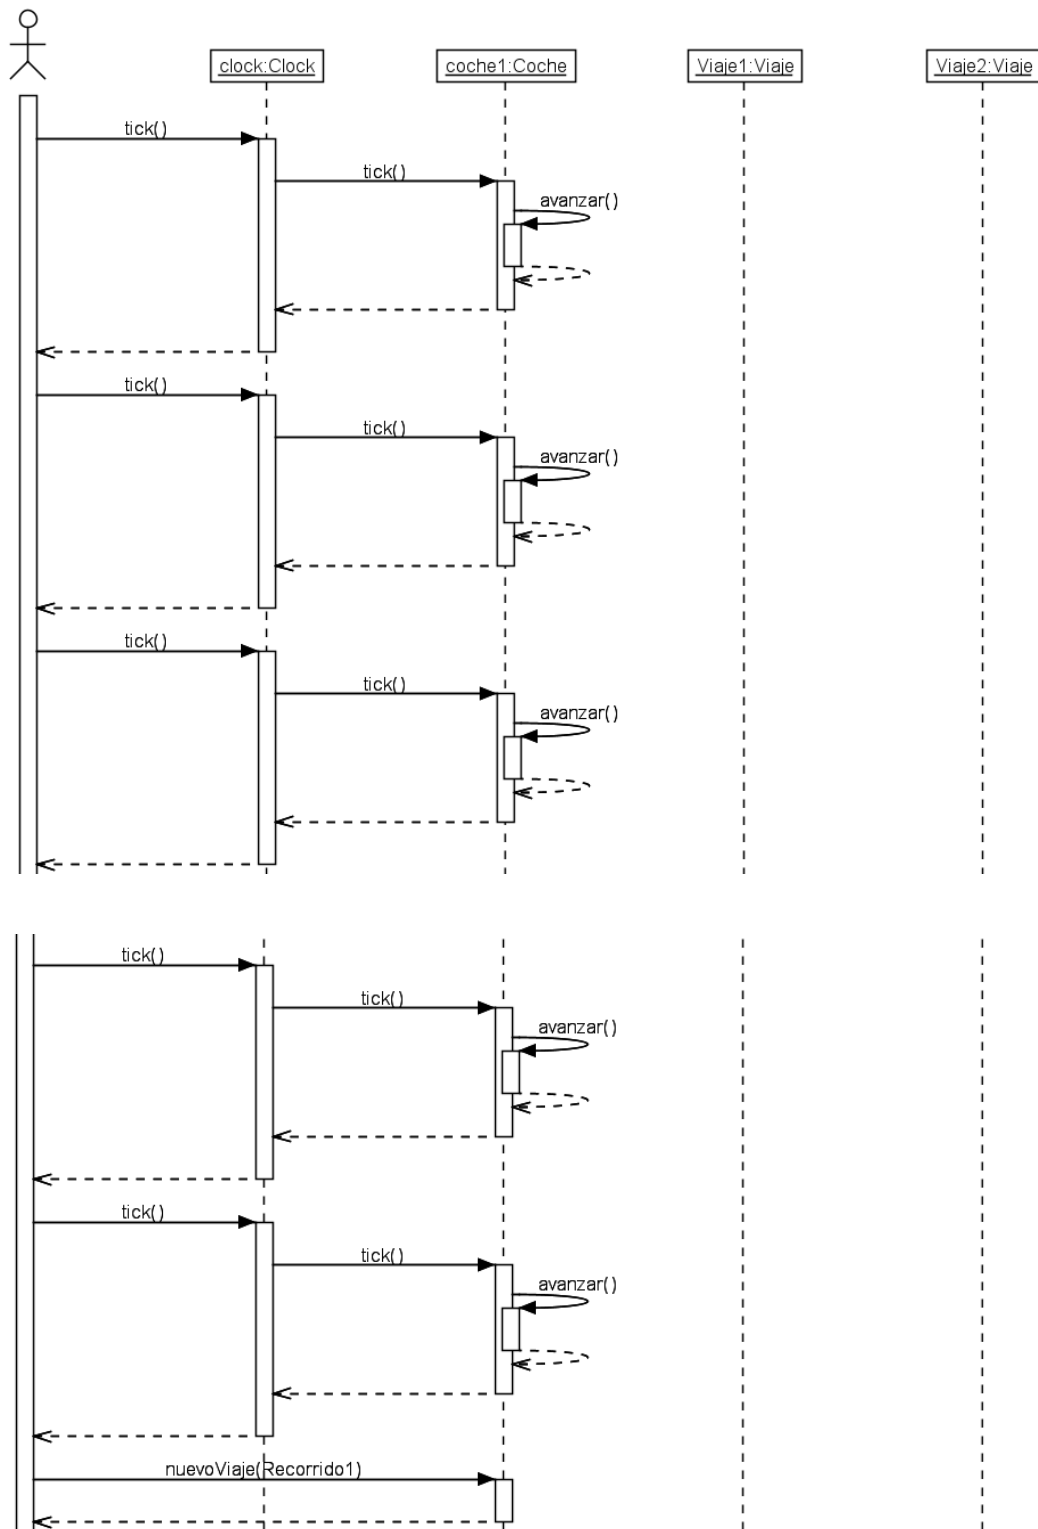 clock:Clock
coche1:Coche
Viaje1:Viaje
Viaje2:Viaje
tick()
tick()
avanzar()
tick()
tick()
avanzar()
tick()
tick()
avanzar()
tick()
tick()
avanzar()
tick()
tick()
avanzar()
nuevoViaje(Recorrido1)